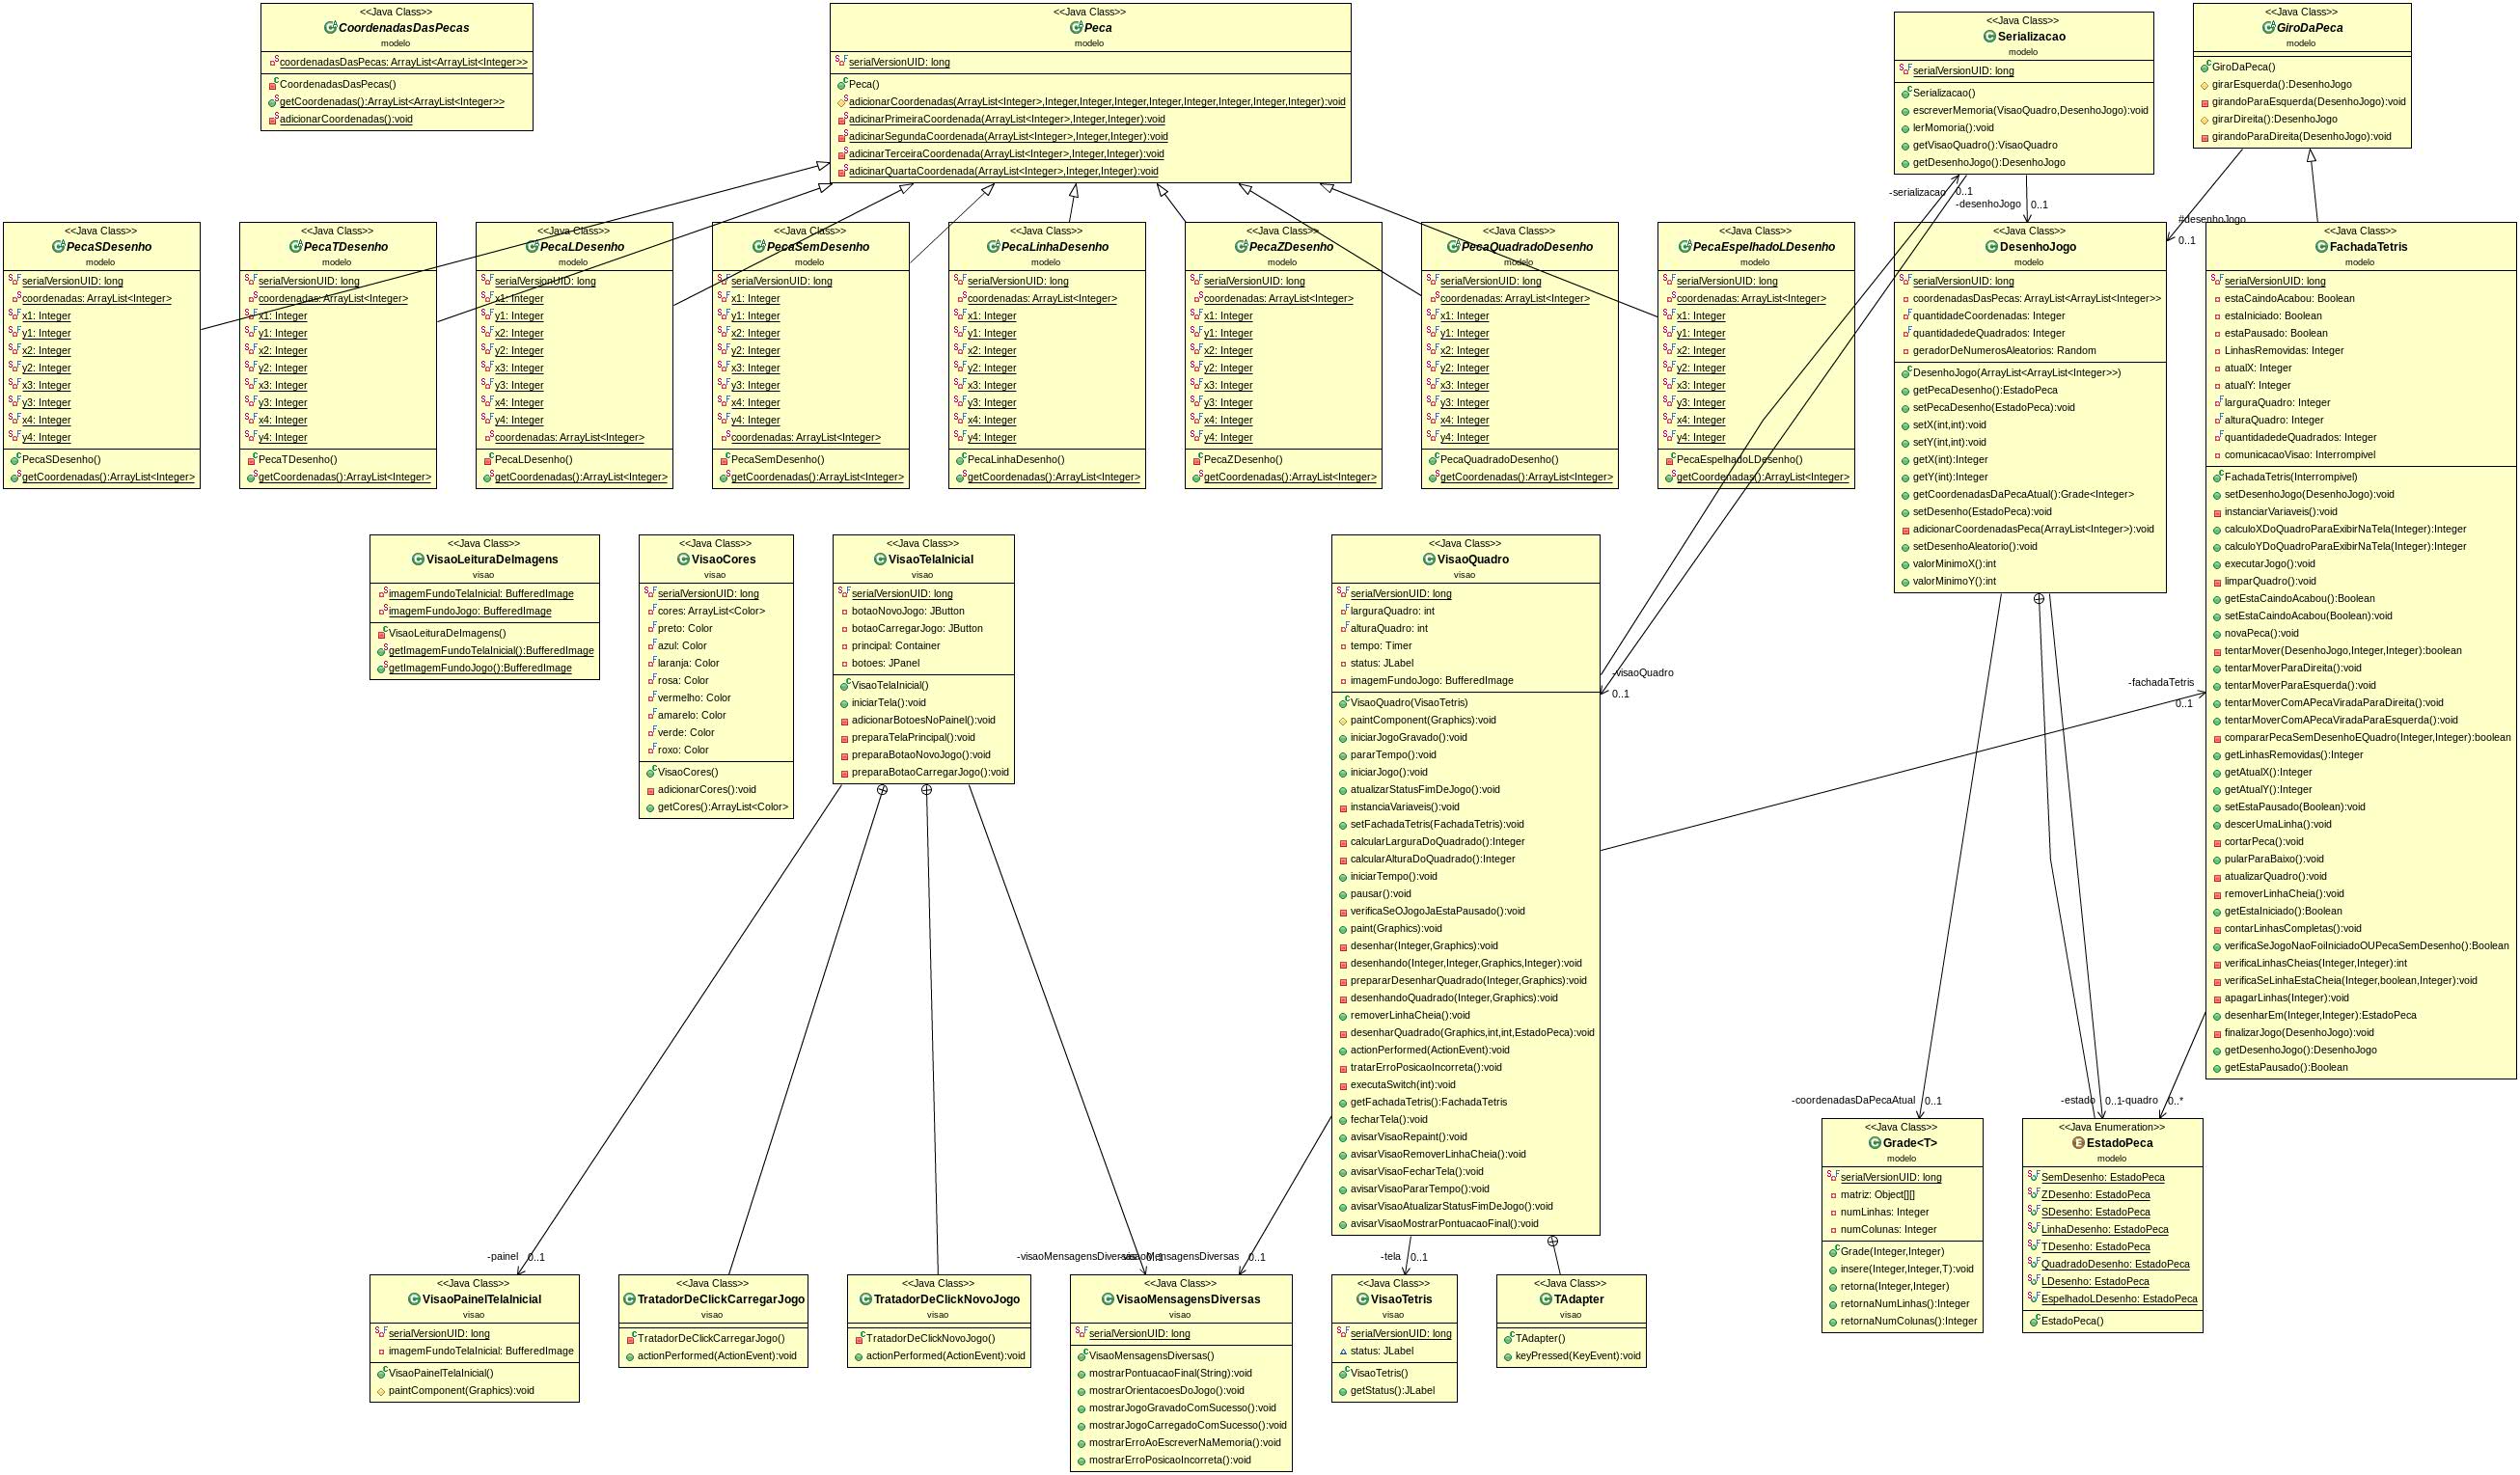 <<Java Class>>
CoordenadasDasPecas
modelo
coordenadasDasPecas: ArrayList<ArrayList<Integer>>
CoordenadasDasPecas()
getCoordenadas():ArrayList<ArrayList<Integer>>
adicionarCoordenadas():void
<<Java Class>>
Peca
modelo
serialVersionUID: long
Peca()
adicionarCoordenadas(ArrayList<Integer>,Integer,Integer,Integer,Integer,Integer,Integer,Integer,Integer):void
adicinarPrimeiraCoordenada(ArrayList<Integer>,Integer,Integer):void
adicinarSegundaCoordenada(ArrayList<Integer>,Integer,Integer):void
adicinarTerceiraCoordenada(ArrayList<Integer>,Integer,Integer):void
adicinarQuartaCoordenada(ArrayList<Integer>,Integer,Integer):void
<<Java Class>>
Serializacao
modelo
serialVersionUID: long
Serializacao()
escreverMemoria(VisaoQuadro,DesenhoJogo):void
lerMomoria():void
getVisaoQuadro():VisaoQuadro
getDesenhoJogo():DesenhoJogo
<<Java Class>>
GiroDaPeca
modelo
GiroDaPeca()
girarEsquerda():DesenhoJogo
girandoParaEsquerda(DesenhoJogo):void
girarDireita():DesenhoJogo
girandoParaDireita(DesenhoJogo):void
-serializacao 0..1
-desenhoJogo 0..1
#desenhoJogo
0..1
<<Java Class>>
PecaSDesenho
modelo
serialVersionUID: long
coordenadas: ArrayList<Integer>
x1: Integer
y1: Integer
x2: Integer
y2: Integer
x3: Integer
y3: Integer
x4: Integer
y4: Integer
PecaSDesenho()
getCoordenadas():ArrayList<Integer>
<<Java Class>>
PecaTDesenho
modelo
serialVersionUID: long
coordenadas: ArrayList<Integer>
x1: Integer
y1: Integer
x2: Integer
y2: Integer
x3: Integer
y3: Integer
x4: Integer
y4: Integer
PecaTDesenho()
getCoordenadas():ArrayList<Integer>
<<Java Class>>
PecaLDesenho
modelo
serialVersionUID: long
x1: Integer
y1: Integer
x2: Integer
y2: Integer
x3: Integer
y3: Integer
x4: Integer
y4: Integer
coordenadas: ArrayList<Integer>
PecaLDesenho()
getCoordenadas():ArrayList<Integer>
<<Java Class>>
PecaSemDesenho
modelo
serialVersionUID: long
x1: Integer
y1: Integer
x2: Integer
y2: Integer
x3: Integer
y3: Integer
x4: Integer
y4: Integer
coordenadas: ArrayList<Integer>
PecaSemDesenho()
getCoordenadas():ArrayList<Integer>
<<Java Class>>
PecaLinhaDesenho
modelo
serialVersionUID: long
coordenadas: ArrayList<Integer>
x1: Integer
y1: Integer
x2: Integer
y2: Integer
x3: Integer
y3: Integer
x4: Integer
y4: Integer
PecaLinhaDesenho()
getCoordenadas():ArrayList<Integer>
<<Java Class>>
PecaZDesenho
modelo
serialVersionUID: long
coordenadas: ArrayList<Integer>
x1: Integer
y1: Integer
x2: Integer
y2: Integer
x3: Integer
y3: Integer
x4: Integer
y4: Integer
PecaZDesenho()
getCoordenadas():ArrayList<Integer>
<<Java Class>>
PecaQuadradoDesenho
modelo
serialVersionUID: long
coordenadas: ArrayList<Integer>
x1: Integer
y1: Integer
x2: Integer
y2: Integer
x3: Integer
y3: Integer
x4: Integer
y4: Integer
PecaQuadradoDesenho()
getCoordenadas():ArrayList<Integer>
<<Java Class>>
PecaEspelhadoLDesenho
modelo
serialVersionUID: long
coordenadas: ArrayList<Integer>
x1: Integer
y1: Integer
x2: Integer
y2: Integer
x3: Integer
y3: Integer
x4: Integer
y4: Integer
PecaEspelhadoLDesenho()
getCoordenadas():ArrayList<Integer>
<<Java Class>>
DesenhoJogo
modelo
serialVersionUID: long
coordenadasDasPecas: ArrayList<ArrayList<Integer>>
quantidadeCoordenadas: Integer
quantidadedeQuadrados: Integer
geradorDeNumerosAleatorios: Random
DesenhoJogo(ArrayList<ArrayList<Integer>>)
getPecaDesenho():EstadoPeca
setPecaDesenho(EstadoPeca):void
setX(int,int):void
setY(int,int):void
getX(int):Integer
getY(int):Integer
getCoordenadasDaPecaAtual():Grade<Integer>
setDesenho(EstadoPeca):void
adicionarCoordenadasPeca(ArrayList<Integer>):void
setDesenhoAleatorio():void
valorMinimoX():int
valorMinimoY():int
<<Java Class>>
FachadaTetris
modelo
serialVersionUID: long
estaCaindoAcabou: Boolean
estaIniciado: Boolean
estaPausado: Boolean
LinhasRemovidas: Integer
atualX: Integer
atualY: Integer
larguraQuadro: Integer
alturaQuadro: Integer
quantidadedeQuadrados: Integer
comunicacaoVisao: Interrompivel
FachadaTetris(Interrompivel)
setDesenhoJogo(DesenhoJogo):void
instanciarVariaveis():void
calculoXDoQuadroParaExibirNaTela(Integer):Integer
calculoYDoQuadroParaExibirNaTela(Integer):Integer
executarJogo():void
limparQuadro():void
getEstaCaindoAcabou():Boolean
setEstaCaindoAcabou(Boolean):void
novaPeca():void
tentarMover(DesenhoJogo,Integer,Integer):boolean
tentarMoverParaDireita():void
tentarMoverParaEsquerda():void
tentarMoverComAPecaViradaParaDireita():void
tentarMoverComAPecaViradaParaEsquerda():void
compararPecaSemDesenhoEQuadro(Integer,Integer):boolean
getLinhasRemovidas():Integer
getAtualX():Integer
getAtualY():Integer
setEstaPausado(Boolean):void
descerUmaLinha():void
cortarPeca():void
pularParaBaixo():void
atualizarQuadro():void
removerLinhaCheia():void
getEstaIniciado():Boolean
contarLinhasCompletas():void
verificaSeJogoNaoFoiIniciadoOUPecaSemDesenho():Boolean
verificaLinhasCheias(Integer,Integer):int
verificaSeLinhaEstaCheia(Integer,boolean,Integer):void
apagarLinhas(Integer):void
desenharEm(Integer,Integer):EstadoPeca
finalizarJogo(DesenhoJogo):void
getDesenhoJogo():DesenhoJogo
getEstaPausado():Boolean
<<Java Class>>
VisaoLeituraDeImagens
visao
imagemFundoTelaInicial: BufferedImage
imagemFundoJogo: BufferedImage
VisaoLeituraDeImagens()
getImagemFundoTelaInicial():BufferedImage
getImagemFundoJogo():BufferedImage
<<Java Class>>
VisaoCores
visao
serialVersionUID: long
cores: ArrayList<Color>
preto: Color
azul: Color
laranja: Color
rosa: Color
vermelho: Color
amarelo: Color
verde: Color
roxo: Color
VisaoCores()
adicionarCores():void
getCores():ArrayList<Color>
<<Java Class>>
VisaoTelaInicial
visao
serialVersionUID: long
botaoNovoJogo: JButton
botaoCarregarJogo: JButton
principal: Container
botoes: JPanel
VisaoTelaInicial()
iniciarTela():void
adicionarBotoesNoPainel():void
preparaTelaPrincipal():void
preparaBotaoNovoJogo():void
preparaBotaoCarregarJogo():void
<<Java Class>>
VisaoQuadro
visao
serialVersionUID: long
larguraQuadro: int
alturaQuadro: int
tempo: Timer
status: JLabel
imagemFundoJogo: BufferedImage
VisaoQuadro(VisaoTetris)
paintComponent(Graphics):void
iniciarJogoGravado():void
pararTempo():void
iniciarJogo():void
atualizarStatusFimDeJogo():void
instanciaVariaveis():void
setFachadaTetris(FachadaTetris):void
calcularLarguraDoQuadrado():Integer
calcularAlturaDoQuadrado():Integer
iniciarTempo():void
pausar():void
verificaSeOJogoJaEstaPausado():void
paint(Graphics):void
desenhar(Integer,Graphics):void
desenhando(Integer,Integer,Graphics,Integer):void
prepararDesenharQuadrado(Integer,Graphics):void
desenhandoQuadrado(Integer,Graphics):void
removerLinhaCheia():void
desenharQuadrado(Graphics,int,int,EstadoPeca):void
actionPerformed(ActionEvent):void
tratarErroPosicaoIncorreta():void
executaSwitch(int):void
getFachadaTetris():FachadaTetris
fecharTela():void
avisarVisaoRepaint():void
avisarVisaoRemoverLinhaCheia():void
avisarVisaoFecharTela():void
avisarVisaoPararTempo():void
avisarVisaoAtualizarStatusFimDeJogo():void
avisarVisaoMostrarPontuacaoFinal():void
-visaoQuadro
0..1
-fachadaTetris
0..1
-coordenadasDaPecaAtual 0..1
-estado 0..1
-quadro 0..*
<<Java Class>>
Grade<T>
modelo
serialVersionUID: long
matriz: Object[][]
numLinhas: Integer
numColunas: Integer
Grade(Integer,Integer)
insere(Integer,Integer,T):void
retorna(Integer,Integer)
retornaNumLinhas():Integer
retornaNumColunas():Integer
<<Java Enumeration>>
EstadoPeca
modelo
SemDesenho: EstadoPeca
ZDesenho: EstadoPeca
SDesenho: EstadoPeca
LinhaDesenho: EstadoPeca
TDesenho: EstadoPeca
QuadradoDesenho: EstadoPeca
LDesenho: EstadoPeca
EspelhadoLDesenho: EstadoPeca
EstadoPeca()
-painel 0..1
-visaoMensagensDiversas 0..1
-visaoMensagensDiversas 0..1
-tela 0..1
<<Java Class>>
VisaoPainelTelaInicial
visao
serialVersionUID: long
imagemFundoTelaInicial: BufferedImage
VisaoPainelTelaInicial()
paintComponent(Graphics):void
<<Java Class>>
TratadorDeClickCarregarJogo
visao
TratadorDeClickCarregarJogo()
actionPerformed(ActionEvent):void
<<Java Class>>
TratadorDeClickNovoJogo
visao
TratadorDeClickNovoJogo()
actionPerformed(ActionEvent):void
<<Java Class>>
VisaoMensagensDiversas
visao
serialVersionUID: long
VisaoMensagensDiversas()
mostrarPontuacaoFinal(String):void
mostrarOrientacoesDoJogo():void
mostrarJogoGravadoComSucesso():void
mostrarJogoCarregadoComSucesso():void
mostrarErroAoEscreverNaMemoria():void
mostrarErroPosicaoIncorreta():void
<<Java Class>>
VisaoTetris
visao
serialVersionUID: long
status: JLabel
VisaoTetris()
getStatus():JLabel
<<Java Class>>
TAdapter
visao
TAdapter()
keyPressed(KeyEvent):void